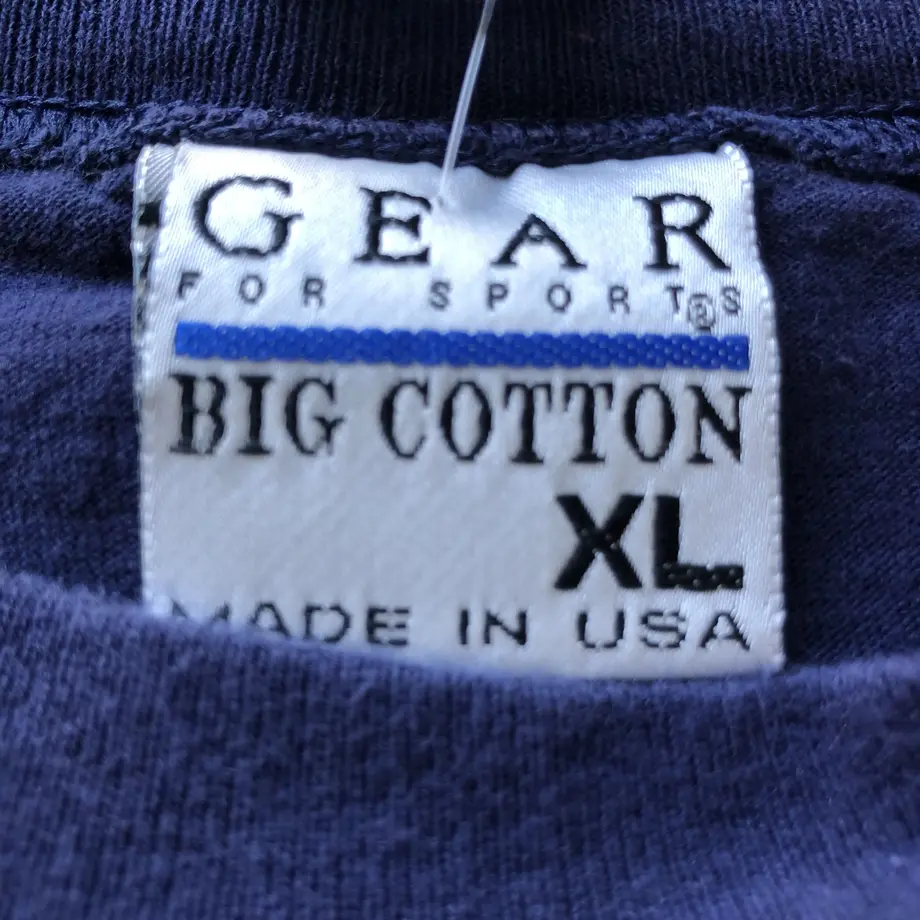 GEAR
FOR SPORTS®
BIG COTTON
XL
MADE IN USA